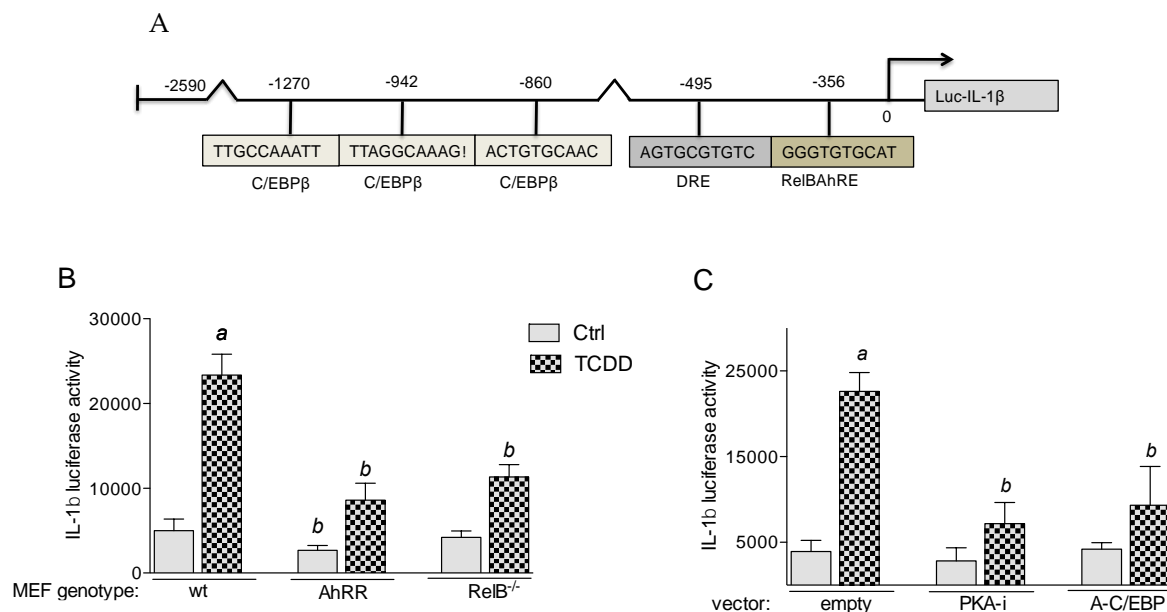 A
-2590 -1270 -942 -860 -495 -356
0
Luc-IL-1β
TTGCCAAATT TTAGGCAAAG! ACTGTGCAAC AGTGCGTGTC GGGTGTGCAT
C/EBPβ C/EBPβ C/EBPβ DRE RelBAhRE
B
IL-1b luciferase activity
30000
20000
10000
0
a
b
b
b
Ctrl
TCDD
MEF genotype: wt AhRR RelB-/-
C
IL-1b luciferase activity
25000
15000
5000
a
b
b
vector: empty PKA-i A-C/EBP